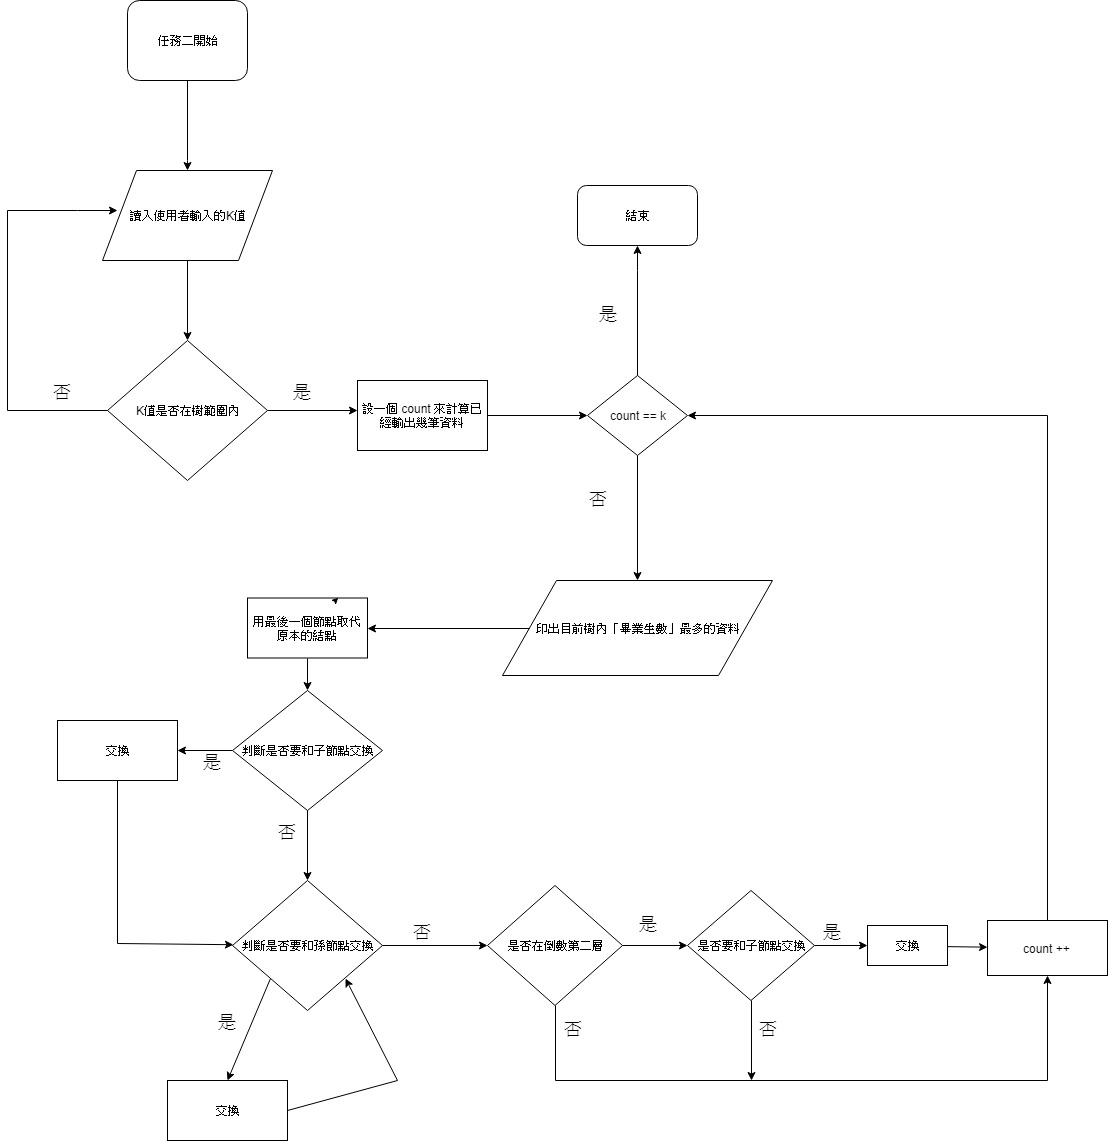 任務二開始
讀入使用者輸入的K值
結束
是
否
K值是否在樹範圍內
是
設一個 count 來計算已
經輸出幾筆資料
count == k
否
用最後一個節點取代
原本的結點
印出目前樹內「畢業生數」最多的資料
交換
是
判斷是否要和子節點交換
否
判斷是否要和孫節點交換
否
是否在倒數第二層
是
是否要和子節點交換
是
交換
count ++
是
否
否
交換